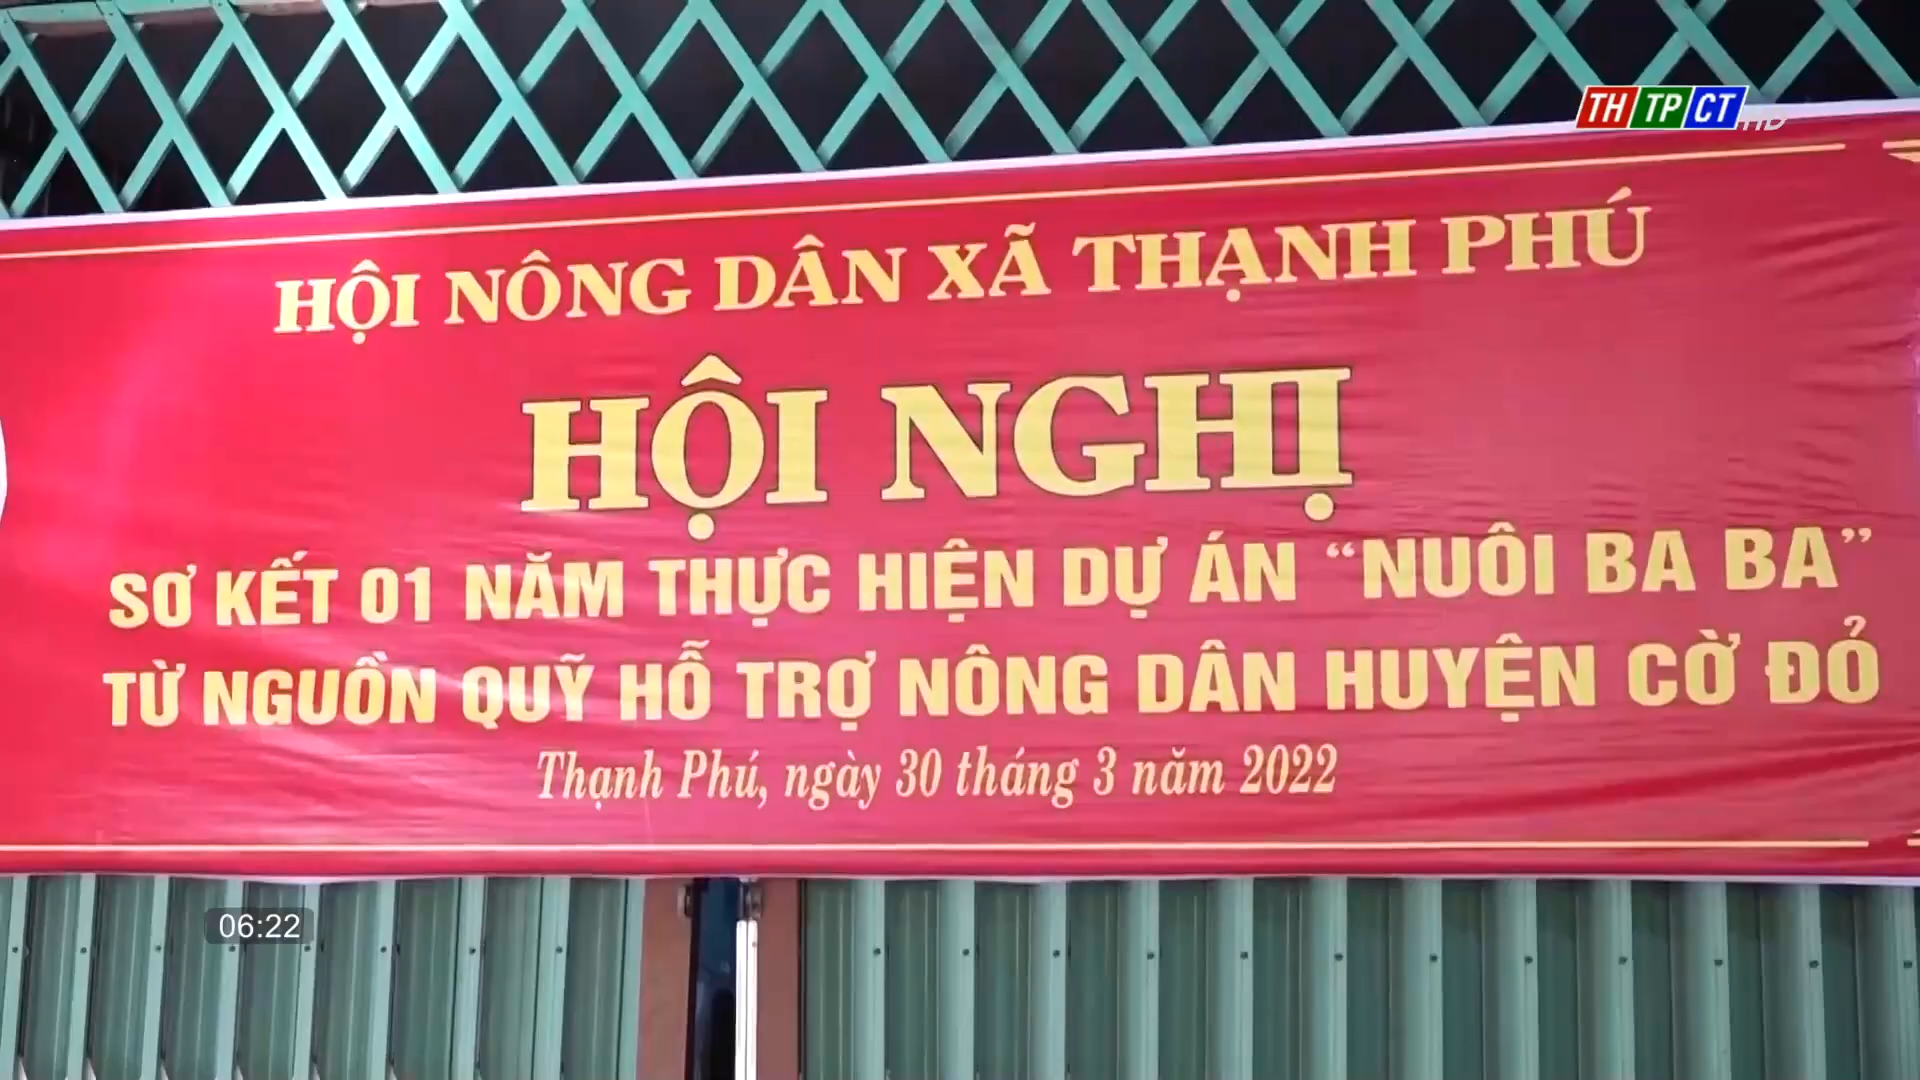 THTPCT HD
HỘI NÔNG DÂN XÃ THẠNH PHÚ
HỘI NGHỊ
SƠ KẾT 01 NĂM THỰC HIỆN DỰ ÁN “NUÔI BA BA”
TỪ NGUỒN QUỸ HỖ TRỢ NÔNG DÂN HUYỆN CỜ ĐỎ
Thạnh Phú, ngày 30 tháng 3 năm 2022
06:22